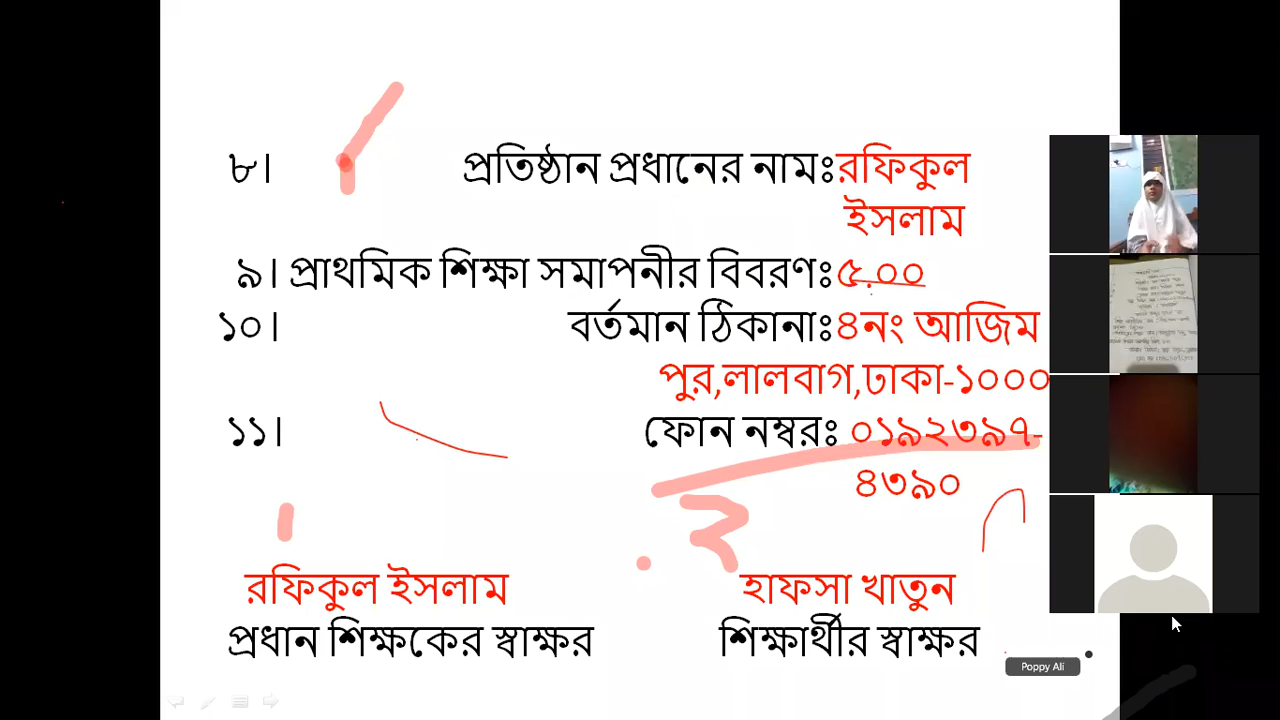 ৮। প্রতিষ্ঠান প্রধানের নামঃরফিকুল
ইসলাম
৯। প্রাথমিক শিক্ষা সমাপনীর বিবরণঃ৫.০০
১০। বর্তমান ঠিকানাঃ৪নং আজিম
পুর,লালবাগ,ঢাকা-১০০০
১১। ফোন নম্বরঃ ০১৯২৩৯৭-
৪৩৯০
২
রফিকুল ইসলাম হাফসা খাতুন
প্রধান শিক্ষকের স্বাক্ষর শিক্ষার্থীর স্বাক্ষর
Poppy Ali